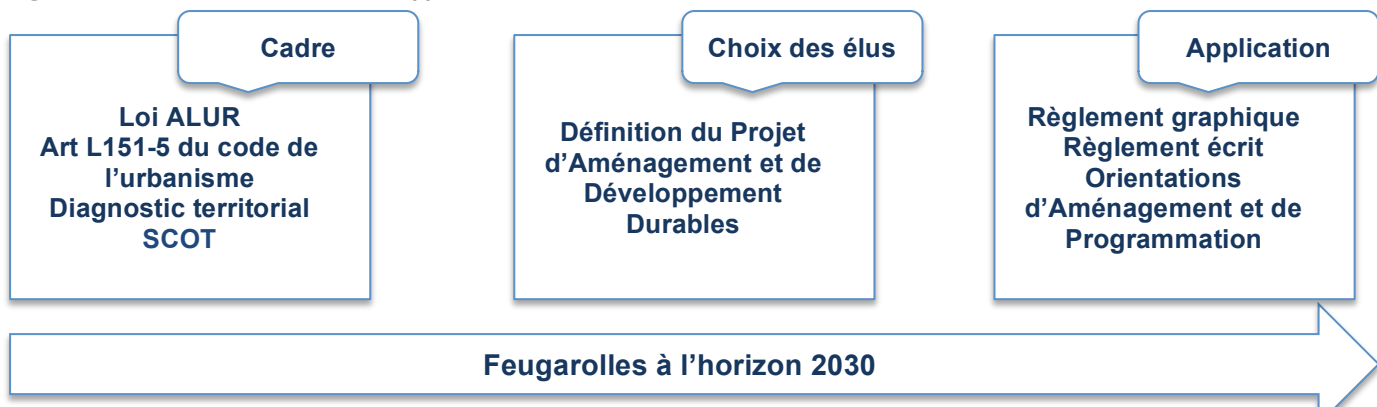 Cadre
Loi ALUR
Art L151-5 du code de
l'urbanisme
Diagnostic territorial
SCOT
Choix des élus
Définition du Projet
d'Aménagement et de
Développement
Durables
Application
Règlement graphique
Règlement écrit
Orientations
d'Aménagement et de
Programmation
Feugarolles à l'horizon 2030